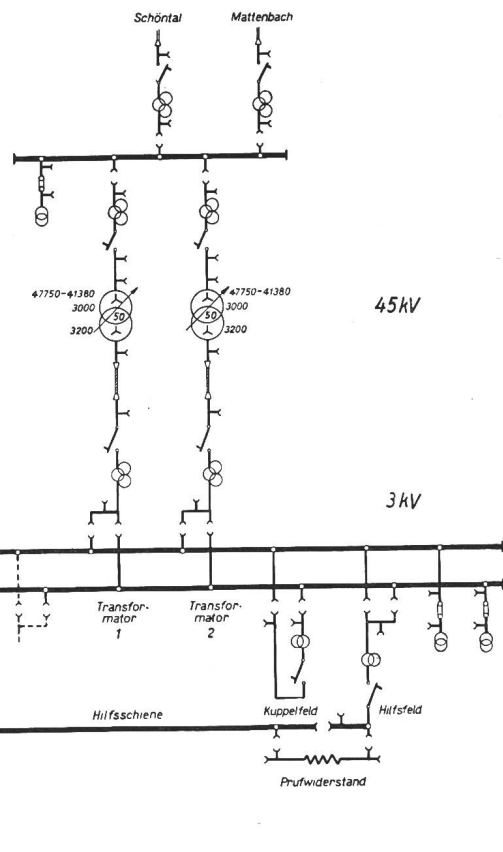 Schöntal
Mattenbach
47750-41380
3000
50
3200
47750-41380
3000
50
3200
45kV
3kV
Transfor-
mator
1
Transfor-
mator
2
Kuppelfeld
Hilfsfeld
Hilfsschiene
Prüfwiderstand